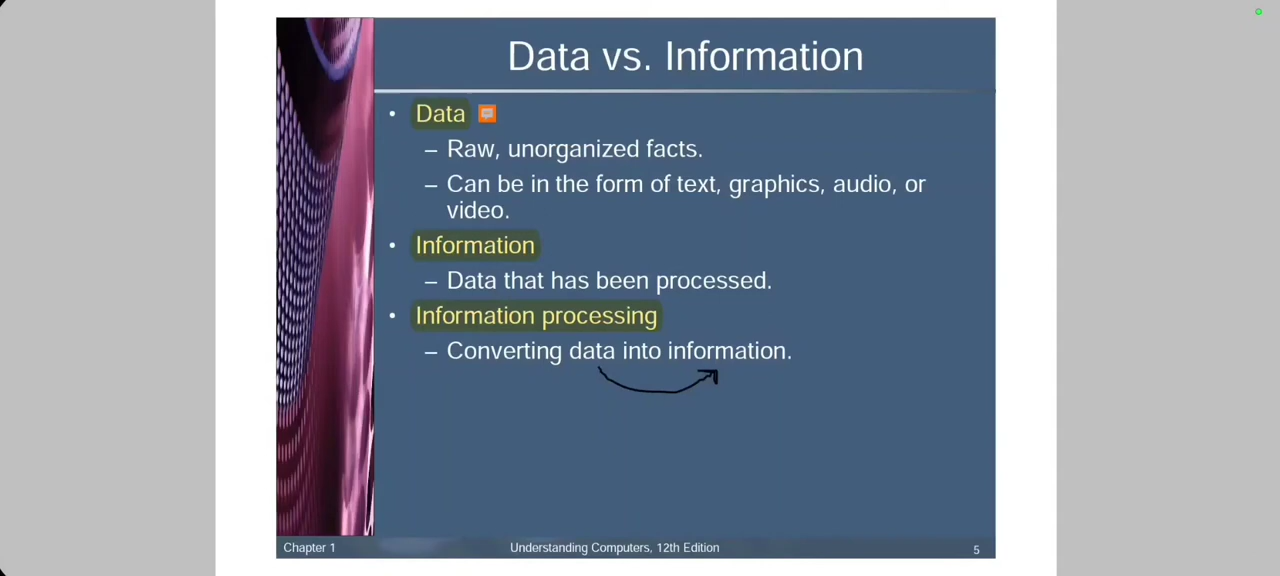 Data vs. Information
• Data
– Raw, unorganized facts.
– Can be in the form of text, graphics, audio, or
video.
• Information
– Data that has been processed.
• Information processing
– Converting data into information.
Chapter 1
Understanding Computers, 12th Edition
5